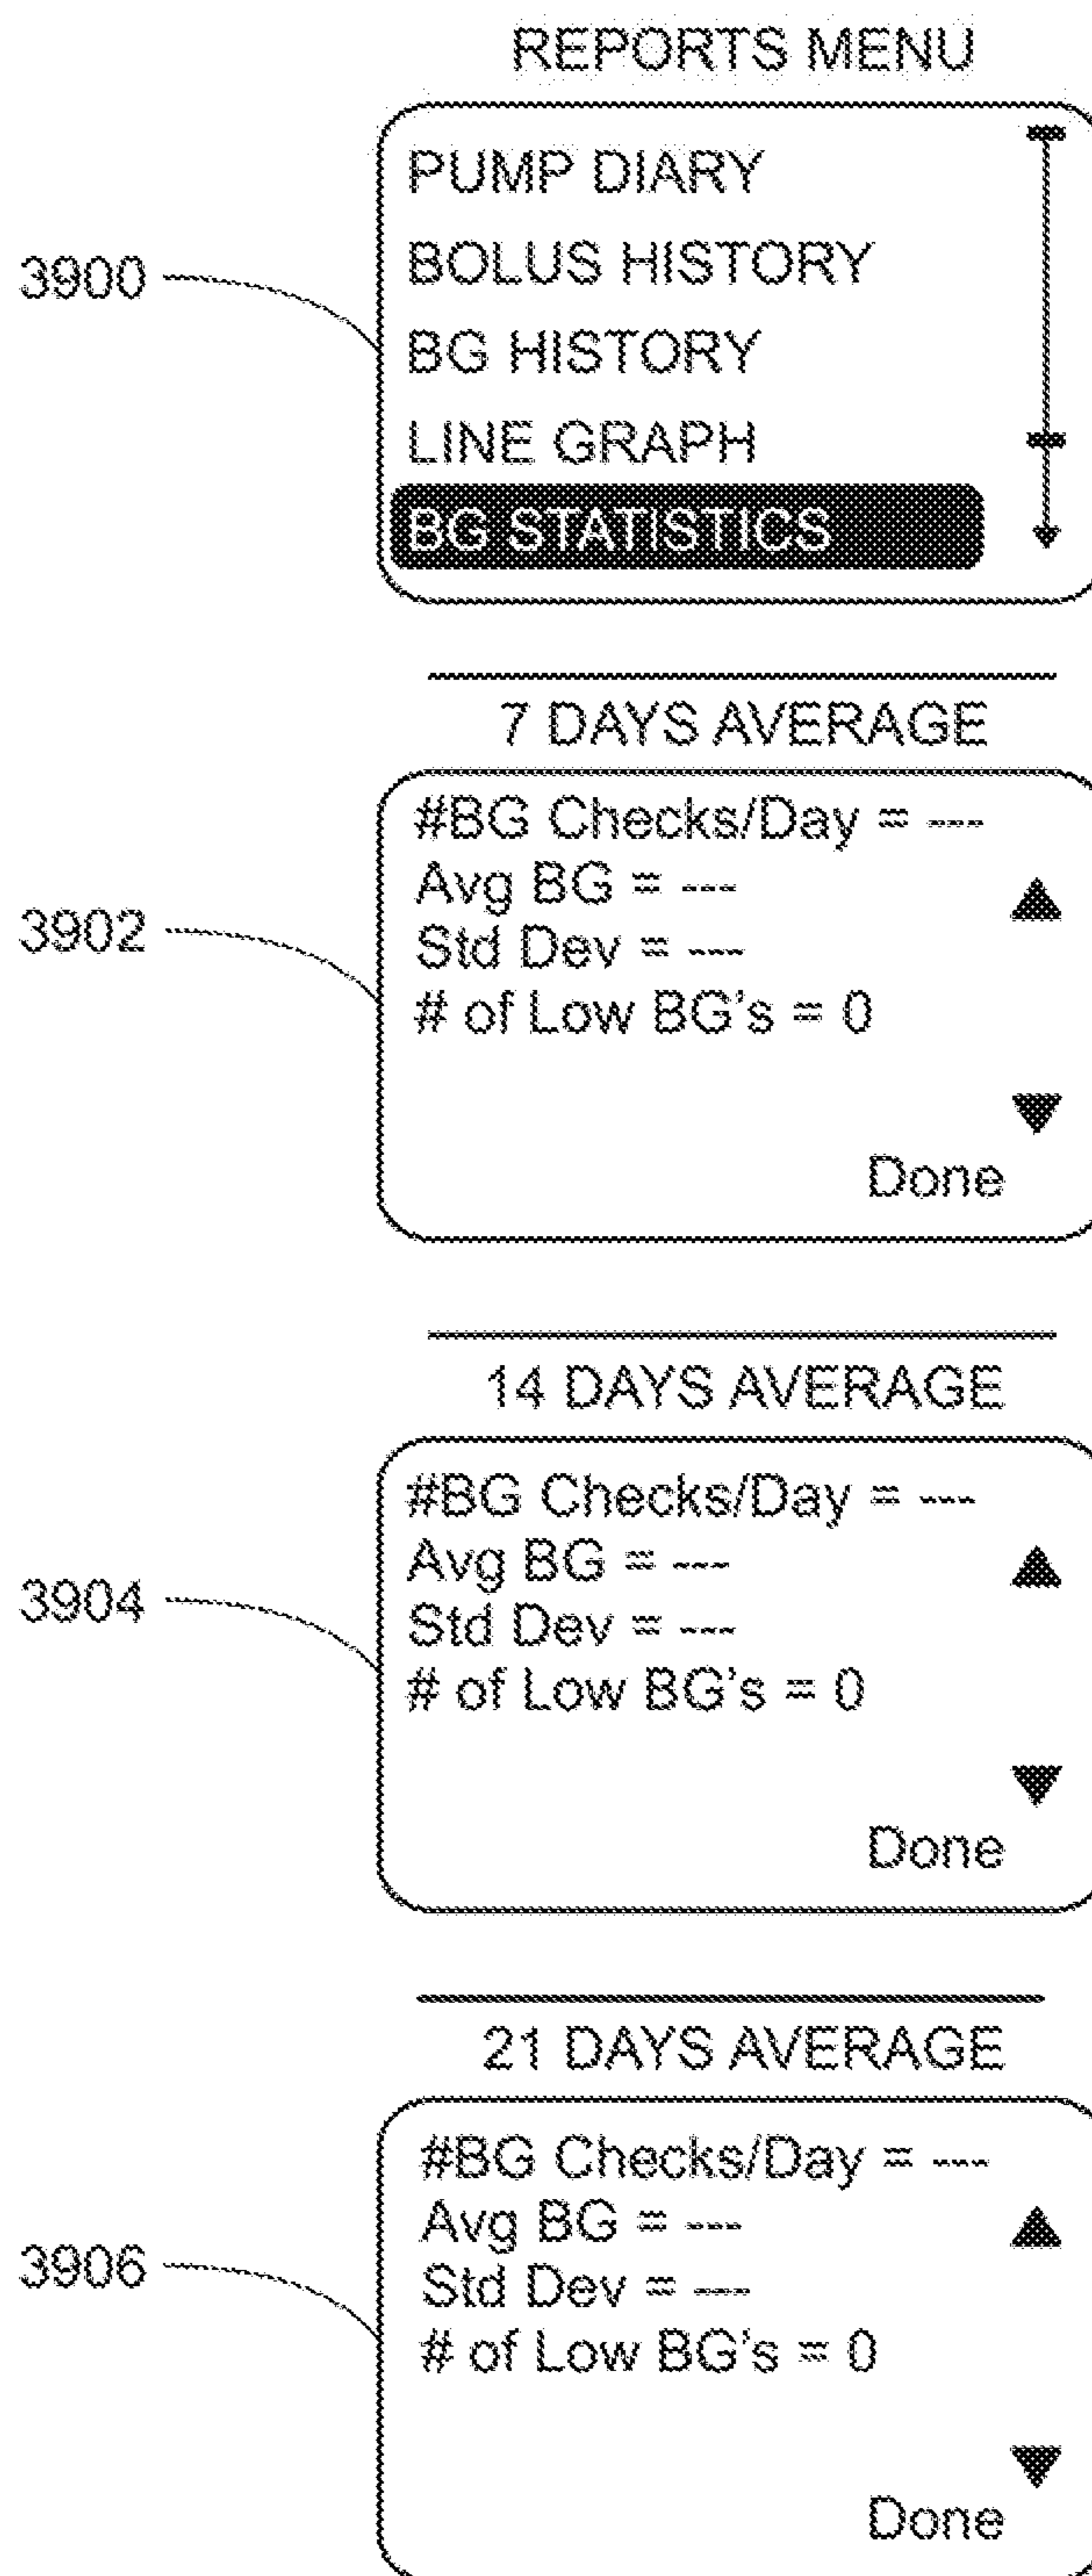 REPORTS MENU
PUMP DIARY
BOLUS HISTORY
3900
BG HISTORY
LINE GRAPH
BG STATISTICS
7 DAYS AVERAGE
#BG Checks/Day = ---
Avg BG = ---
3902
Std Dev = ---
# of Low BG's = 0
Done
14 DAYS AVERAGE
#BG Checks/Day = ---
Avg BG = ---
3904
Std Dev = ---
# of Low BG's = 0
Done
21 DAYS AVERAGE
#BG Checks/Day = ---
Avg BG = ---
3906
Std Dev = ---
# of Low BG's = 0
Done